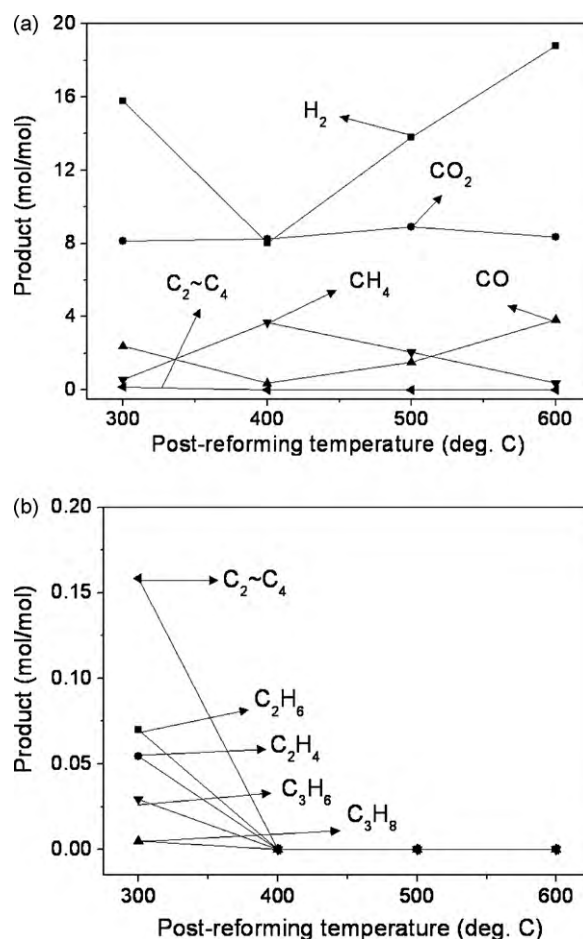 (a)
20
16
12
8
4
0
Product (mol/mol)
H₂
CO₂
C₂~C₄
CH₄
CO
300 400 500 600
Post-reforming temperature (deg. C)
(b)
0.20
0.15
0.10
0.05
0.00
Product (mol/mol)
C₂~C₄
C₂H₆
C₂H₄
C₃H₆
C₃H₈
300 400 500 600
Post-reforming temperature (deg. C)